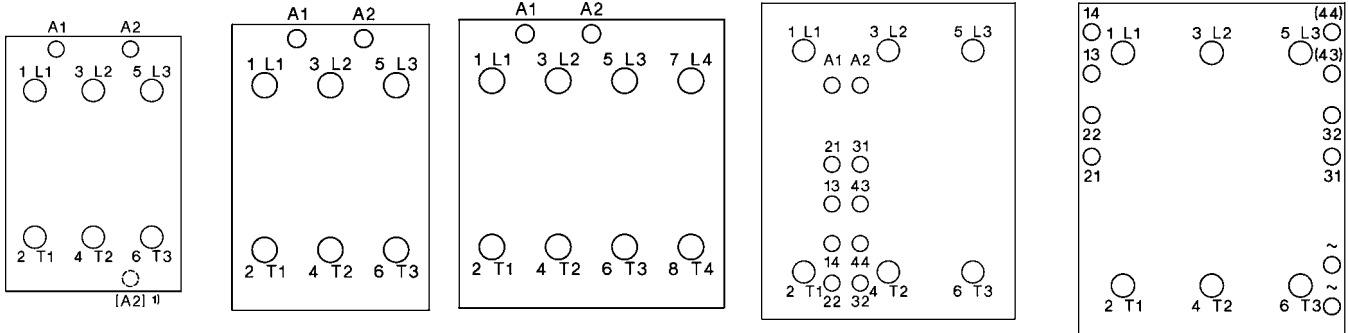 A1 A2
1 L1 3 L2 5 L3
2 T1 4 T2 6 T3
[A2] 1)
A1 A2
1 L1 3 L2 5 L3
2 T1 4 T2 6 T3
A1 A2
1 L1 3 L2 5 L3 7 L4
2 T1 4 T2 6 T3 8 T4
1 L1 3 L2 5 L3
A1 A2
21 31
13 43
14 44
2 T1 4 T2 6 T3
22 32
14 (44)
1 L1 3 L2 5 L3
13 (43)
22 32
21 31
~
~
2 T1 4 T2 6 T3